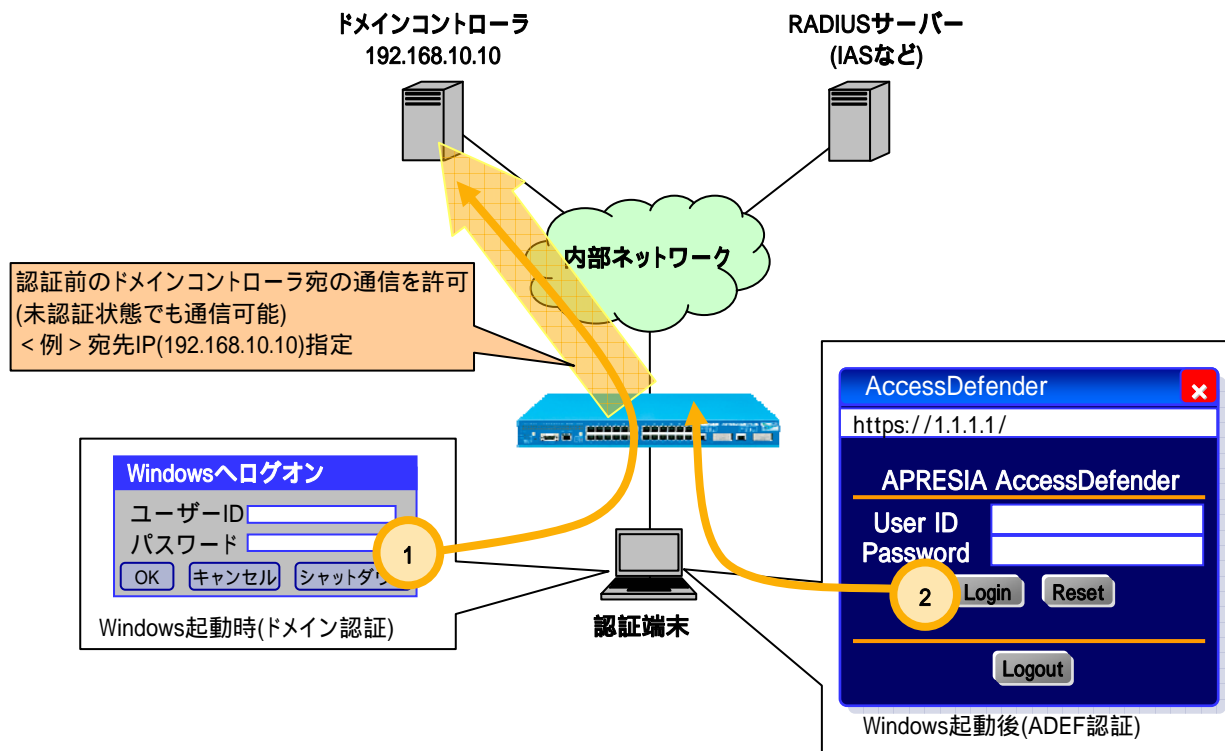 ドメインコントローラ
192.168.10.10
RADIUSサーバー
(IASなど)
内部ネットワーク
認証前のドメインコントローラ宛の通信を許可
(未認証状態でも通信可能)
<例>宛先IP(192.168.10.10)指定
Windowsへログオン
ユーザーID
パスワード
OK
キャンセル
シャットダウ
1
Windows起動時(ドメイン認証)
認証端末
AccessDefender
https://1.1.1.1/
APRESIA AccessDefender
User ID
Password
2
Login
Reset
Logout
Windows起動後(ADEF認証)